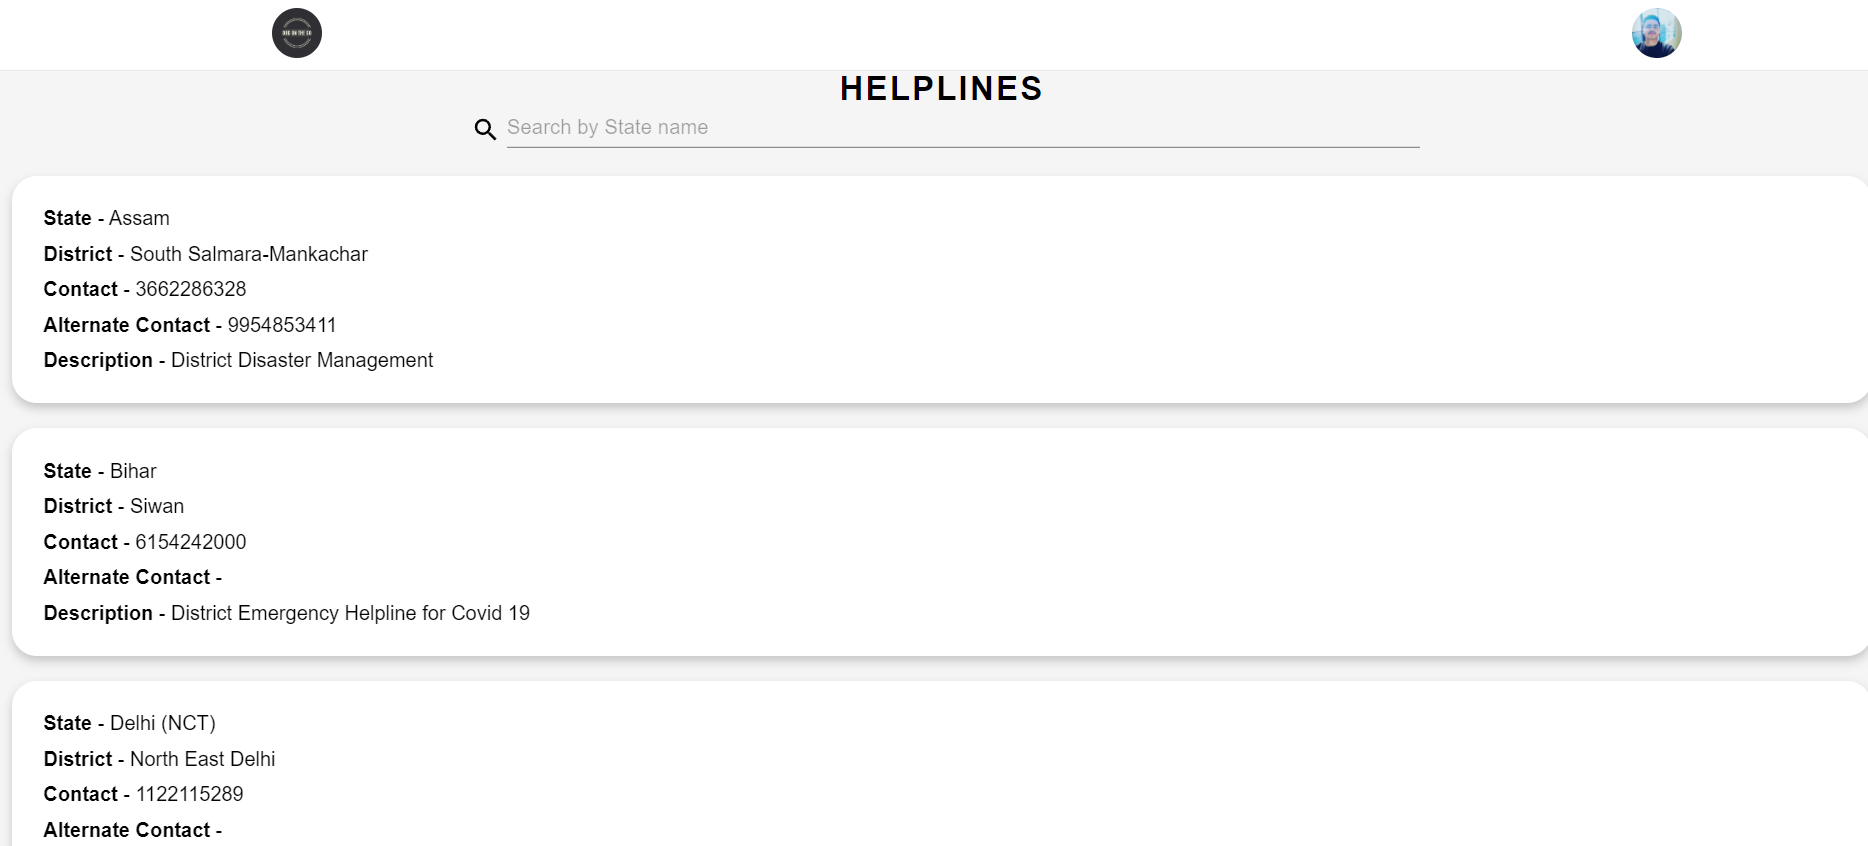 HELPLINES
Search by State name
State - Assam
District - South Salmara-Mankachar
Contact - 3662286328
Alternate Contact - 9954853411
Description - District Disaster Management
State - Bihar
District - Siwan
Contact - 6154242000
Alternate Contact -
Description - District Emergency Helpline for Covid 19
State - Delhi (NCT)
District - North East Delhi
Contact - 1122115289
Alternate Contact -